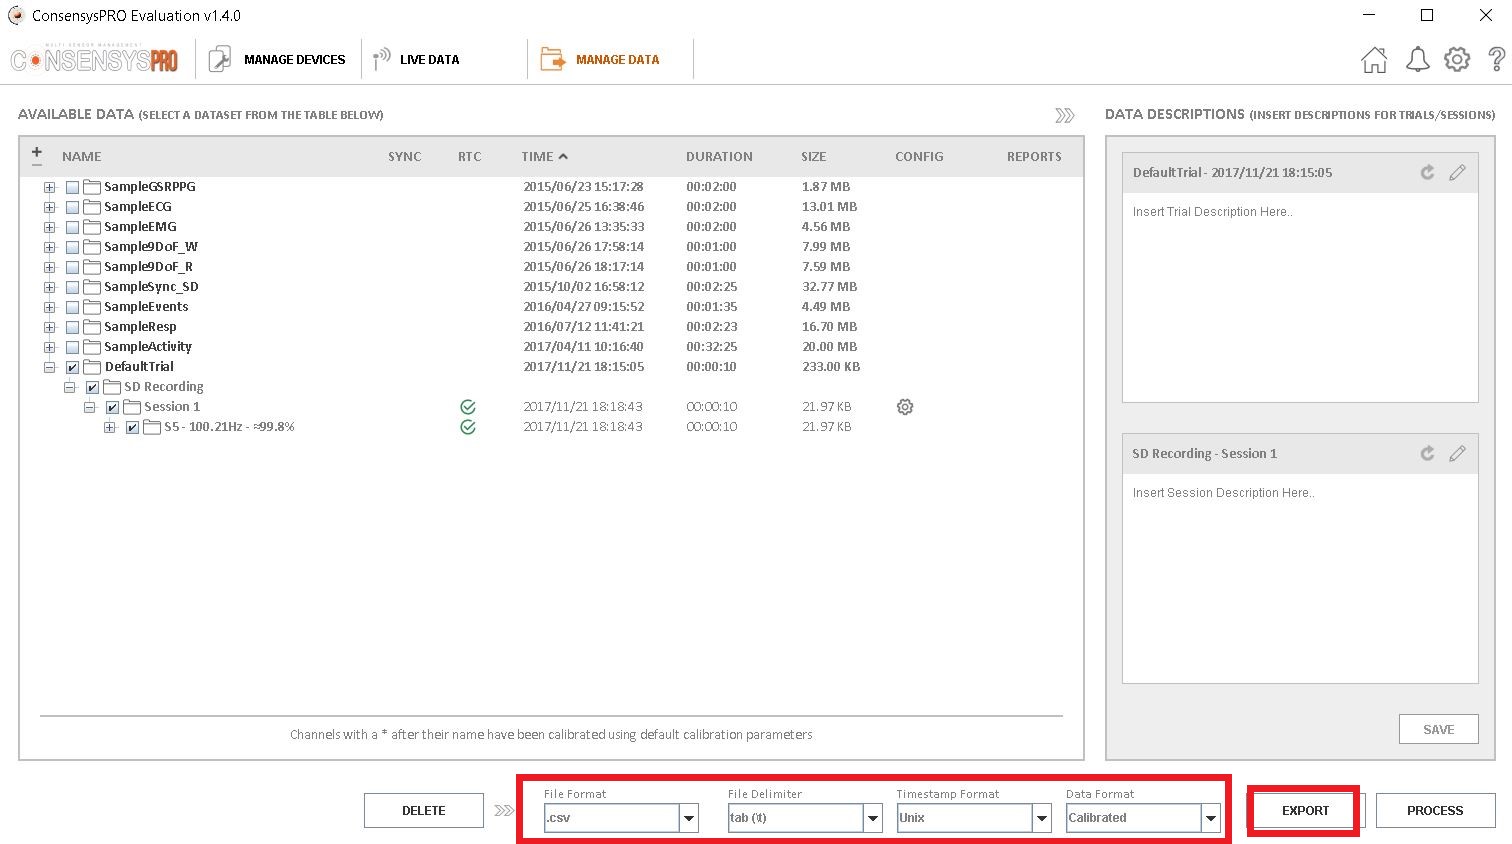 ConsensysPRO Evaluation v1.4.0
MULTI SENSOR MANAGEMENT
CONSENSYSPRO
MANAGE DEVICES
LIVE DATA
MANAGE DATA
?
AVAILABLE DATA (SELECT A DATASET FROM THE TABLE BELOW)
NAME SYNC RTC TIME DURATION SIZE CONFIG REPORTS
SampleGSRPPG 2015/06/23 15:17:28 00:02:00 1.87 MB
SampleECG 2015/06/25 16:38:46 00:02:00 13.01 MB
SampleEMG 2015/06/26 13:35:33 00:02:00 4.56 MB
Sample9DoF_W 2015/06/26 17:58:14 00:01:00 7.99 MB
Sample9DoF_R 2015/06/26 18:17:14 00:01:00 7.59 MB
SampleSync_SD 2015/10/02 16:58:12 00:02:25 32.77 MB
SampleEvents 2016/04/27 09:15:52 00:01:35 4.49 MB
SampleResp 2016/07/12 11:41:21 00:02:23 16.70 MB
SampleActivity 2017/04/11 10:16:40 00:32:25 20.00 MB
DefaultTrial 2017/11/21 18:15:05 00:00:10 233.00 KB
SD Recording
Session 1 2017/11/21 18:18:43 00:00:10 21.97 KB
S5 - 100.21Hz - ≈99.8% 2017/11/21 18:18:43 00:00:10 21.97 KB
Channels with a * after their name have been calibrated using default calibration parameters
DATA DESCRIPTIONS (INSERT DESCRIPTIONS FOR TRIALS/SESSIONS)
DefaultTrial - 2017/11/21 18:15:05
Insert Trial Description Here..
SD Recording - Session 1
Insert Session Description Here..
SAVE
DELETE
File Format File Delimiter Timestamp Format Data Format
.csv tab (\t) Unix Calibrated
EXPORT
PROCESS